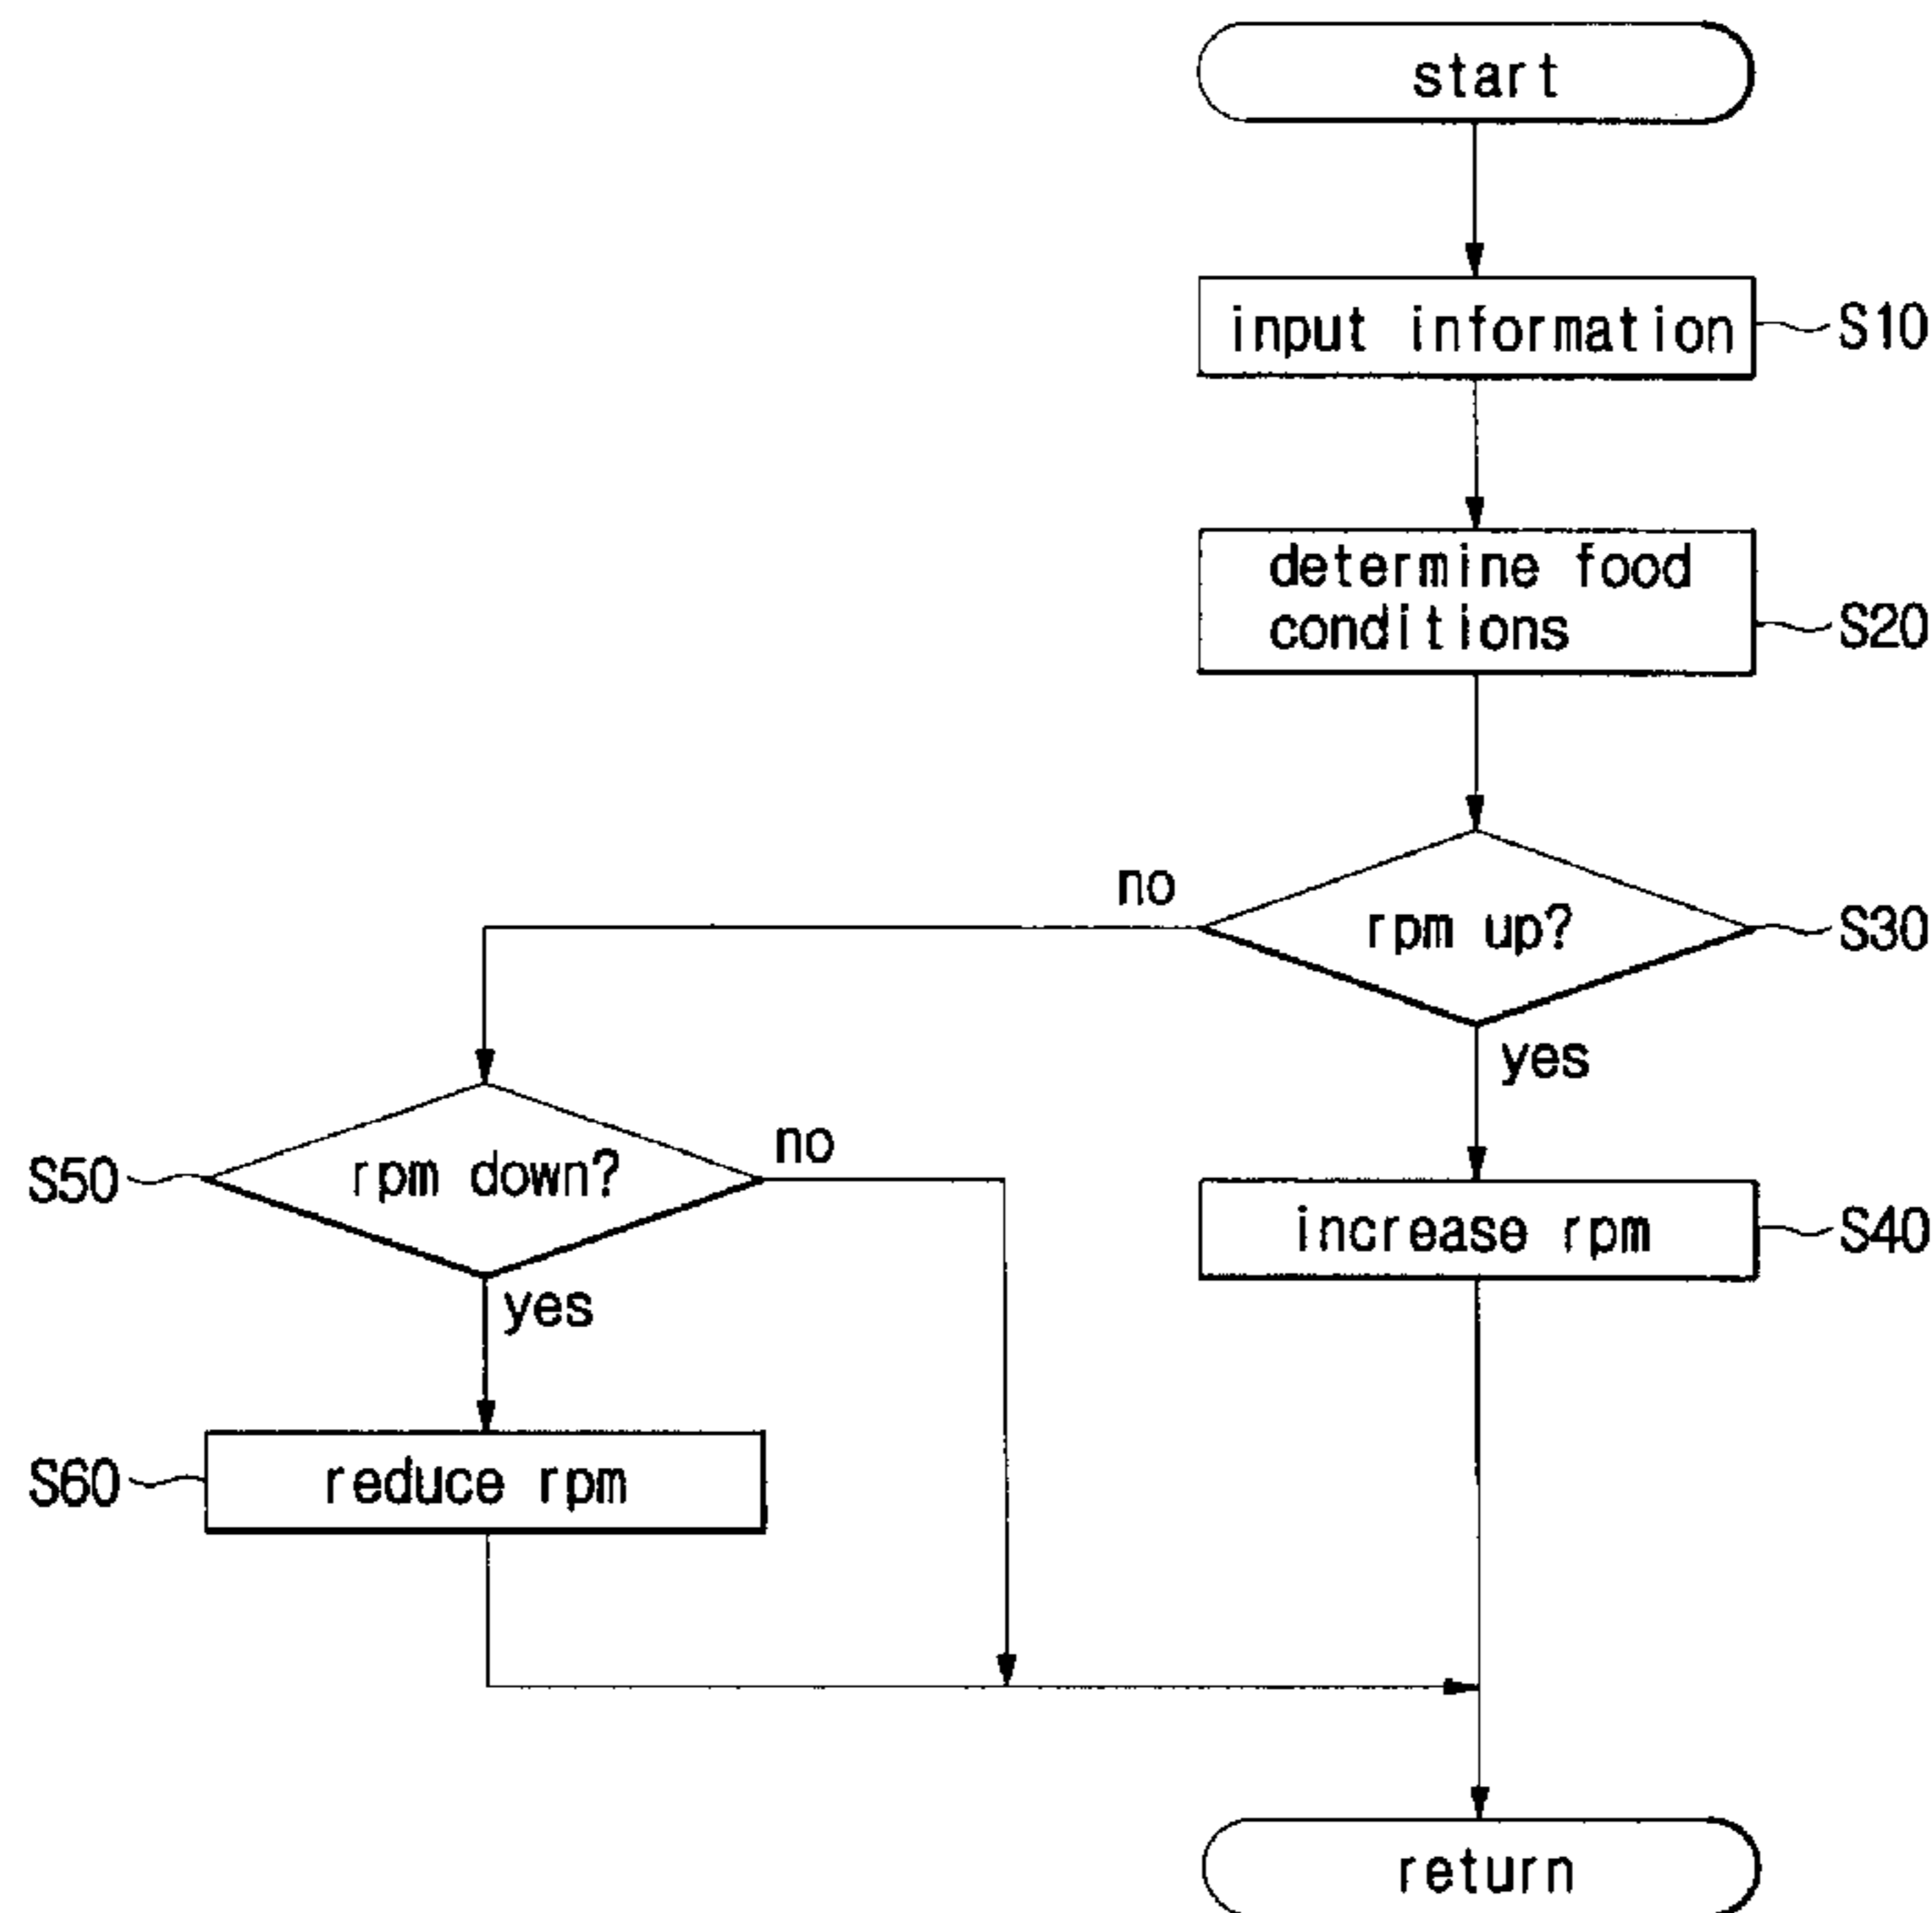 start
input information
S10
determine food
conditions
S20
no
rpm up?
S30
yes
S50
rpm down?
no
increase rpm
S40
yes
S60
reduce rpm
return